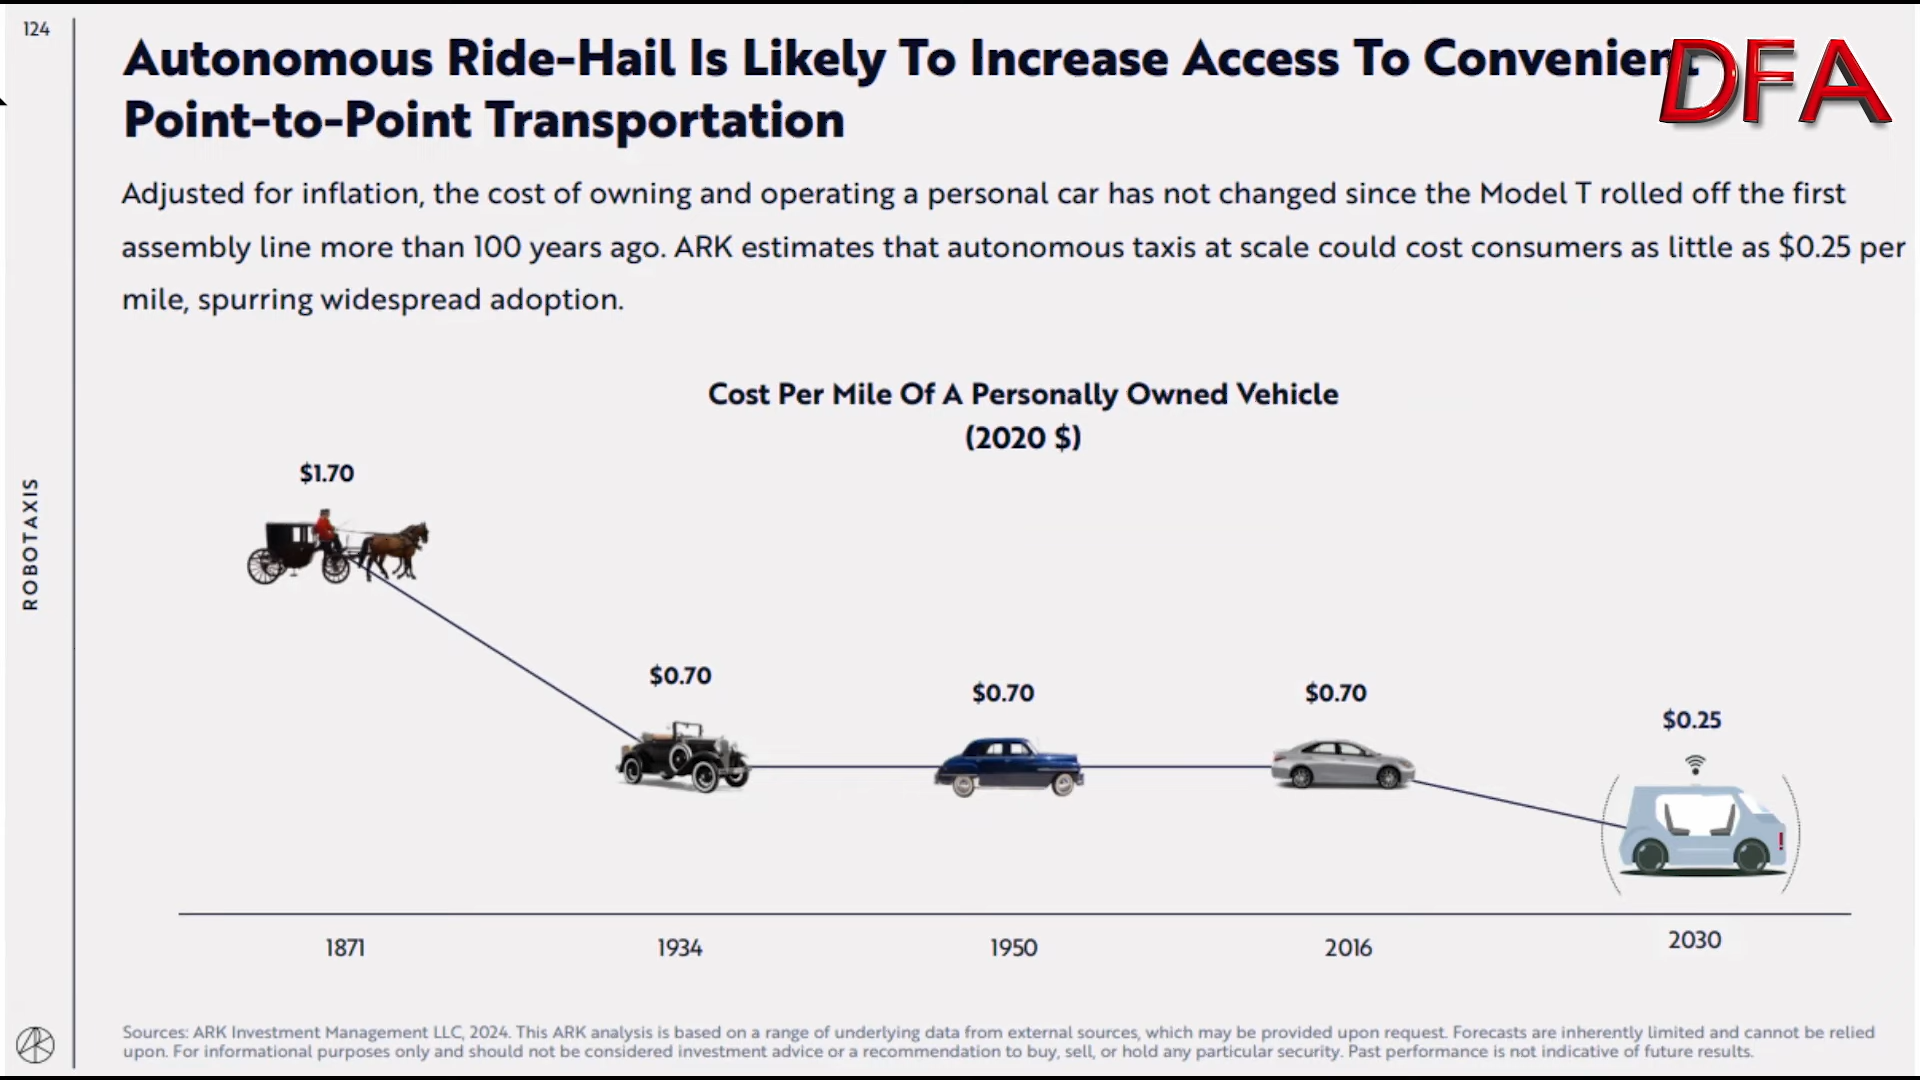 124
Autonomous Ride-Hail Is Likely To Increase Access To Convenient
Point-to-Point Transportation
DFA
Adjusted for inflation, the cost of owning and operating a personal car has not changed since the Model T rolled off the first
assembly line more than 100 years ago. ARK estimates that autonomous taxis at scale could cost consumers as little as $0.25 per
mile, spurring widespread adoption.
Cost Per Mile Of A Personally Owned Vehicle
(2020 $)
$1.70
$0.70
$0.70
$0.70
$0.25
ROBOTAXIS
1871
1934
1950
2016
2030
Sources: ARK Investment Management LLC, 2024. This ARK analysis is based on a range of underlying data from external sources, which may be provided upon request. Forecasts are inherently limited and cannot be relied
upon. For informational purposes only and should not be considered investment advice or a recommendation to buy, sell, or hold any particular security. Past performance is not indicative of future results.